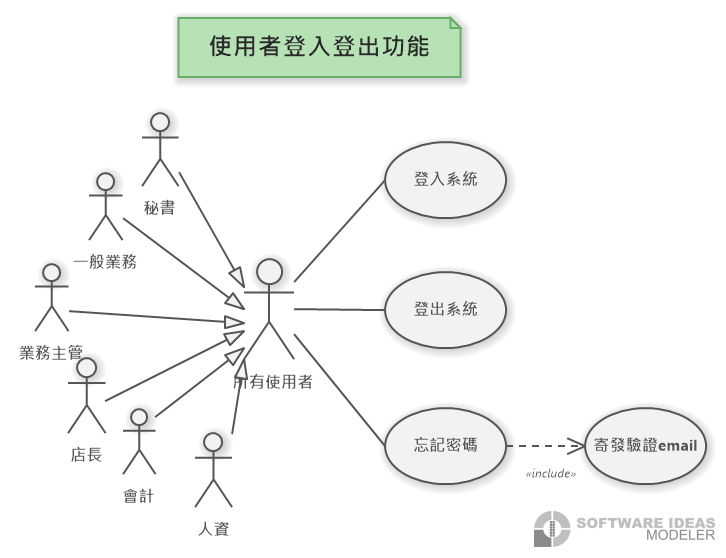 使用者登入登出功能
秘書
一般業務
業務主管
店長
會計
人資
所有使用者
登入系統
登出系統
忘記密碼
«include»
寄發驗證email
SOFTWARE IDEAS
MODELER